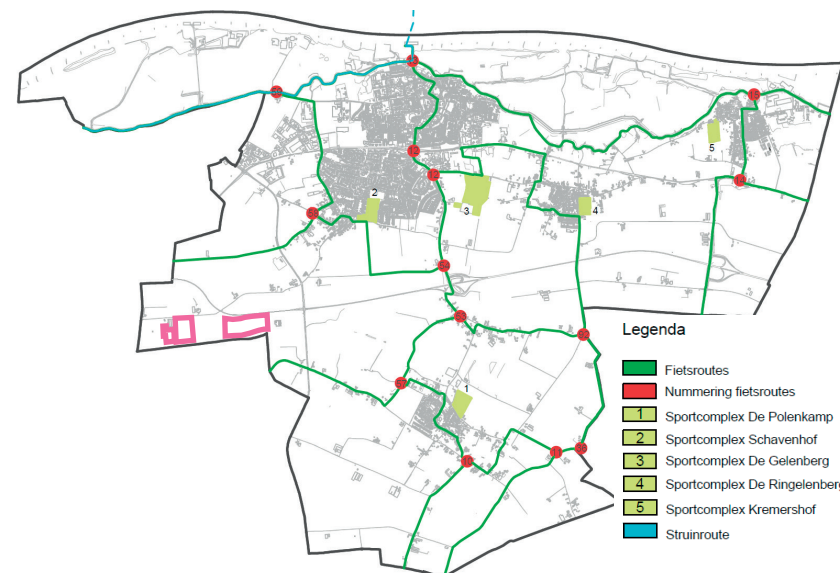 5
2
3
4
1
Legenda
Fietsroutes
Nummering fietsroutes
1 Sportcomplex De Polenkamp
2 Sportcomplex Schavenhof
3 Sportcomplex De Gelenberg
4 Sportcomplex De Ringelenberg
5 Sportcomplex Kremershof
Struinroute